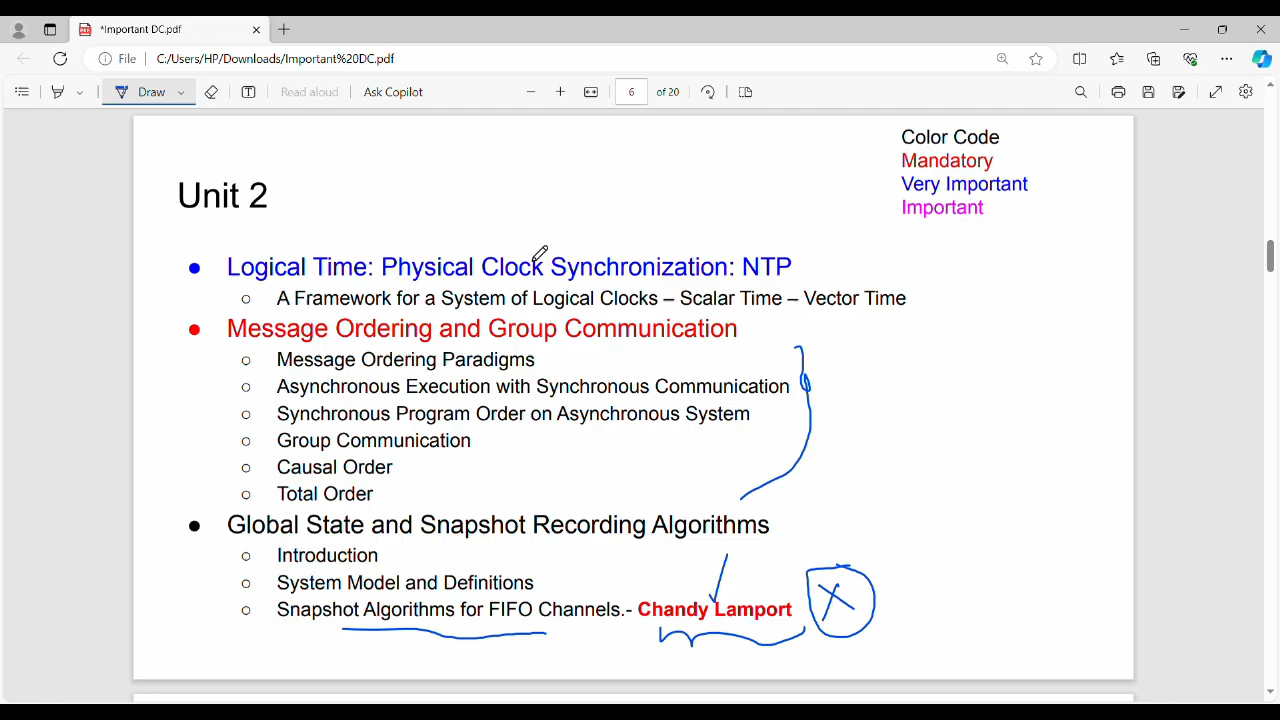 *Important DC.pdf
File C:/Users/HP/Downloads/Important%20DC.pdf
Draw Read aloud Ask Copilot 6 of 20
Color Code
Mandatory
Very Important
Important
Unit 2
● Logical Time: Physical Clock Synchronization: NTP
○ A Framework for a System of Logical Clocks – Scalar Time – Vector Time
● Message Ordering and Group Communication
○ Message Ordering Paradigms
○ Asynchronous Execution with Synchronous Communication
○ Synchronous Program Order on Asynchronous System
○ Group Communication
○ Causal Order
○ Total Order
● Global State and Snapshot Recording Algorithms
○ Introduction
○ System Model and Definitions
○ Snapshot Algorithms for FIFO Channels.- Chandy Lamport